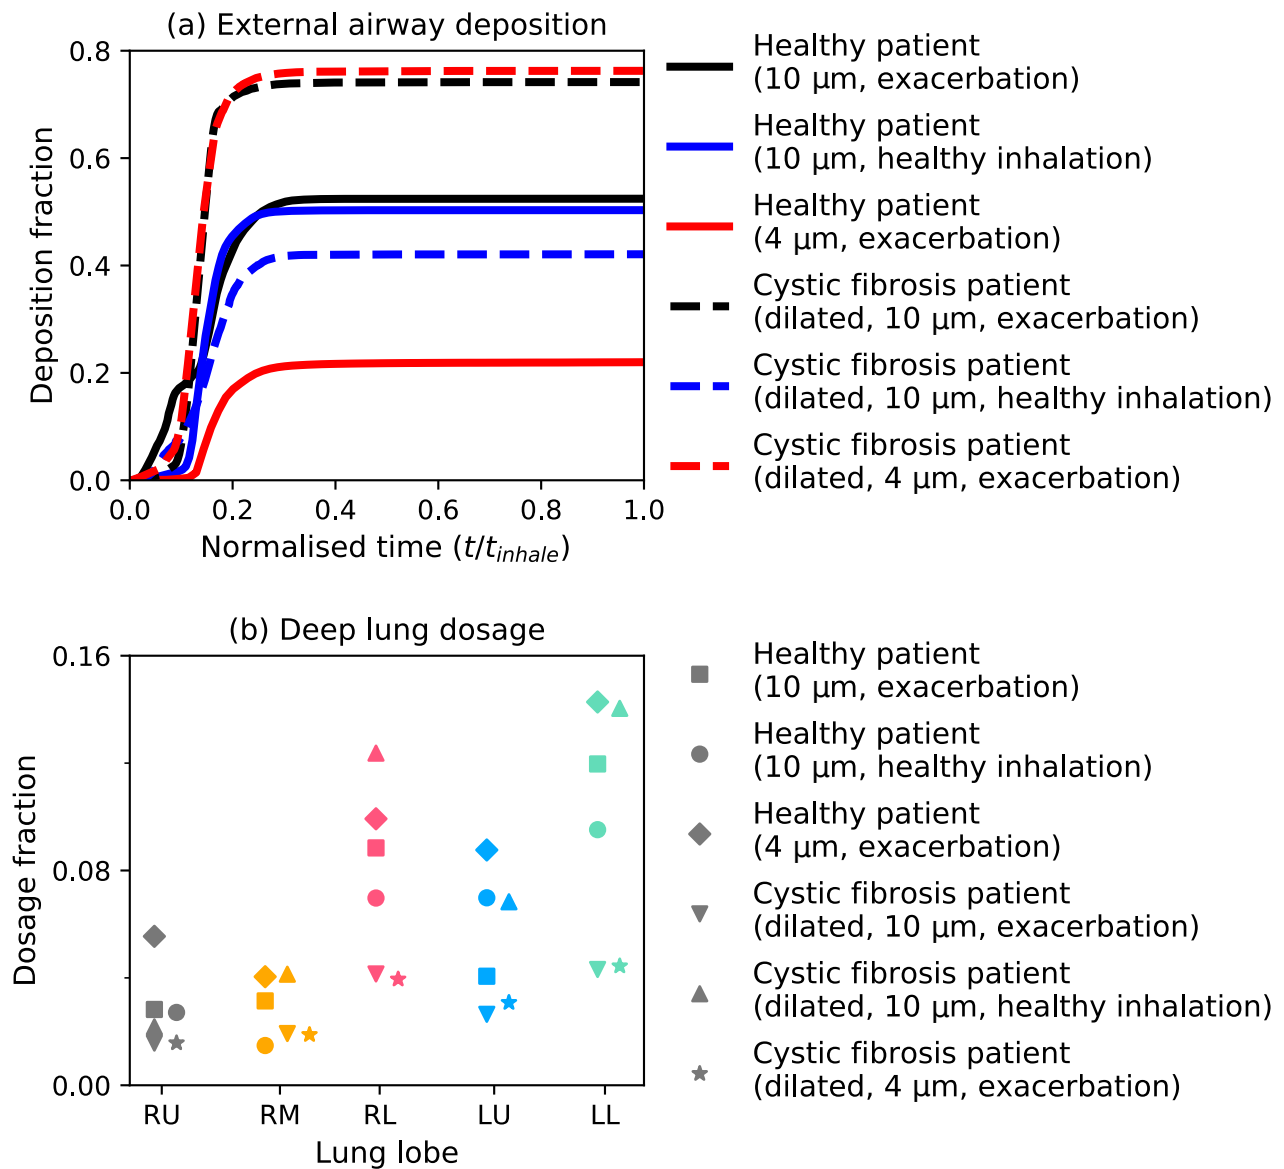 (a) External airway deposition
0.8
0.6
0.4
0.2
0.0
Deposition fraction
0.0 0.2 0.4 0.6 0.8 1.0
Normalised time (t/t_inhale)
Healthy patient
(10 μm, exacerbation)
Healthy patient
(10 μm, healthy inhalation)
Healthy patient
(4 μm, exacerbation)
Cystic fibrosis patient
(dilated, 10 μm, exacerbation)
Cystic fibrosis patient
(dilated, 10 μm, healthy inhalation)
Cystic fibrosis patient
(dilated, 4 μm, exacerbation)
(b) Deep lung dosage
0.16
0.08
0.00
Dosage fraction
RU RM RL LU LL
Lung lobe
Healthy patient
(10 μm, exacerbation)
Healthy patient
(10 μm, healthy inhalation)
Healthy patient
(4 μm, exacerbation)
Cystic fibrosis patient
(dilated, 10 μm, exacerbation)
Cystic fibrosis patient
(dilated, 10 μm, healthy inhalation)
Cystic fibrosis patient
(dilated, 4 μm, exacerbation)